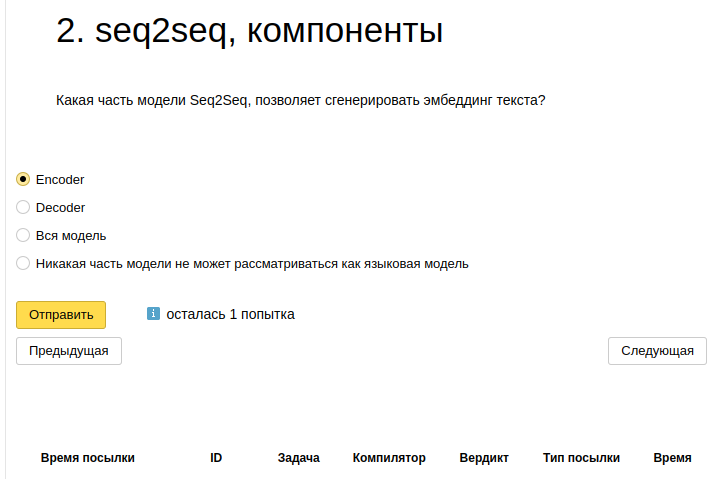 2. seq2seq, компоненты
Какая часть модели Seq2Seq, позволяет сгенерировать эмбеддинг текста?
Encoder
Decoder
Вся модель
Никакая часть модели не может рассматриваться как языковая модель
Отправить i осталась 1 попытка
Предыдущая Следующая
Время посылки ID Задача Компилятор Вердикт Тип посылки Время